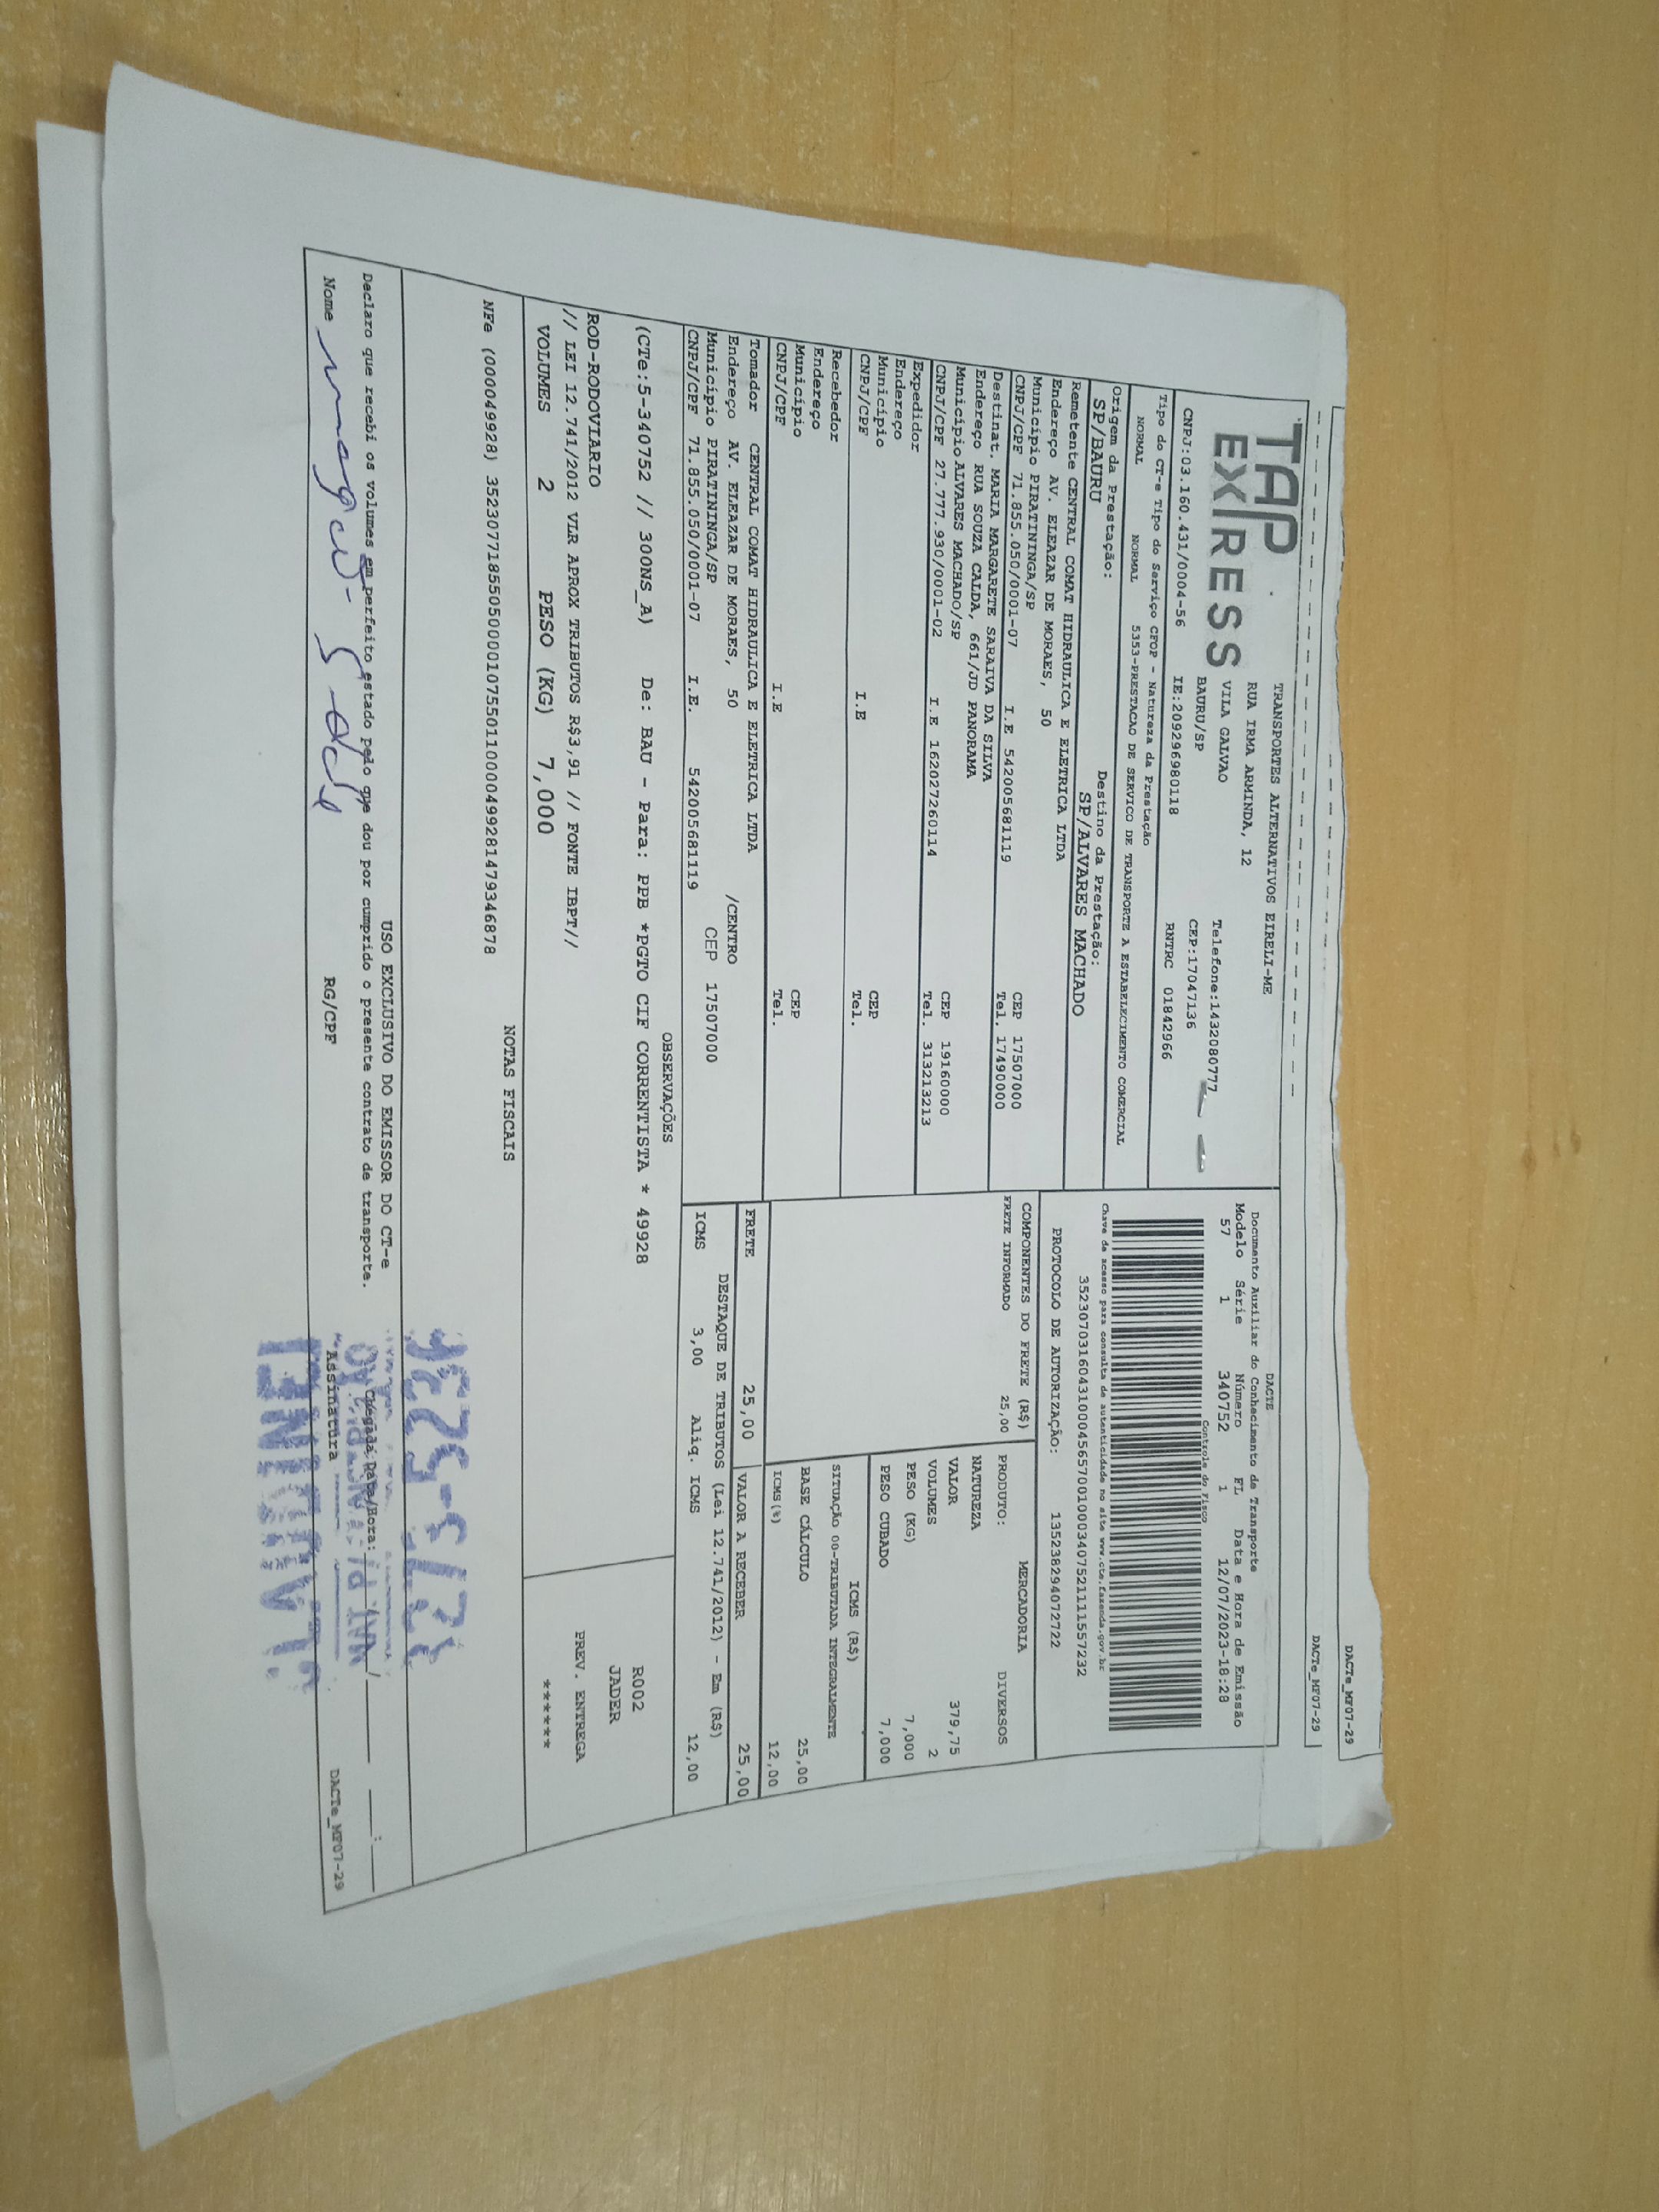 DACTe_MF07-29
DACTe_MF07-29
TAP EXPRESS
TRANSPORTES ALTERNATIVOS EIRELI-ME
RUA IRMA ARMINDA, 12
VILA GALVAO Telefone:1432080777
BAURU/SP CEP:17047136
CNPJ:03.160.431/0004-56 IE:209296980118 RNTRC 01842966
DACTE
Documento Auxiliar do Conhecimento de Transporte
Modelo Série Número FL Data e Hora de Emissão
57 1 340752 1 12/07/2023-18:28
Controle do Fisco
Chave de acesso para consulta de autenticidade no site www.cte.fazenda.gov.br
35230703160431000456570010003407521111557232
PROTOCOLO DE AUTORIZAÇÃO: 135238294072722
Tipo do CT-e Tipo do Serviço CFOP - Natureza da Prestação
NORMAL NORMAL 5353-PRESTACAO DE SERVICO DE TRANSPORTE A ESTABELECIMENTO COMERCIAL
Origem da Prestação: Destino da Prestação:
SP/BAURU SP/ALVARES MACHADO
Remetente CENTRAL COMAT HIDRAULICA E ELETRICA LTDA
Endereço AV. ELEAZAR DE MORAES, 50
Município PIRATININGA/SP CEP 17507000
CNPJ/CPF 71.855.050/0001-07 I.E 542005681119 Tel. 17490000
Destinat. MARIA MARGARETE SARAIVA DA SILVA
Endereço RUA SOUZA CALDA, 661/JD PANORAMA
Município ALVARES MACHADO/SP CEP 19160000
CNPJ/CPF 27.777.930/0001-02 I.E 162027260114 Tel. 313213213
Expedidor
Endereço
Município CEP
CNPJ/CPF I.E Tel.
Recebedor
Endereço
Município CEP
CNPJ/CPF I.E Tel.
Tomador CENTRAL COMAT HIDRAULICA E ELETRICA LTDA
Endereço AV. ELEAZAR DE MORAES, 50 /CENTRO
Município PIRATININGA/SP CEP 17507000
CNPJ/CPF 71.855.050/0001-07 I.E. 542005681119
COMPONENTES DO FRETE (R$)
FRETE INFORMADO 25,00
MERCADORIA
PRODUTO: DIVERSOS
NATUREZA
VALOR 379,75
VOLUMES 2
PESO (KG) 7,000
PESO CUBADO 7,000
ICMS (R$)
SITUAÇÃO 00-TRIBUTADA INTEGRALMENTE
BASE CÁLCULO 25,00
ICMS(%) 12,00
FRETE 25,00 VALOR A RECEBER 25,00
DESTAQUE DE TRIBUTOS (Lei 12.741/2012) - Em (R$)
ICMS 3,00 Aliq. ICMS 12,00
OBSERVAÇÕES
(CTe:5-340752 // 300NS_A) De: BAU - Para: PPB *PGTO CIF CORRENTISTA * 49928
R002
JADER
ROD-RODOVIARIO
// LEI 12.741/2012 VLR APROX TRIBUTOS R$3,91 // FONTE IBPT//
VOLUMES 2 PESO (KG) 7,000
PREV. ENTREGA
******
NOTAS FISCAIS
NFe (000049928) 35230771855050000107550110000499281479346878
USO EXCLUSIVO DO EMISSOR DO CT-e
Declaro que recebi os volumes em perfeito estado pelo que dou por cumprido o presente contrato de transporte.
Chegada Data/Hora:
Nome RG/CPF Assinatura
DACTe_MF07-29